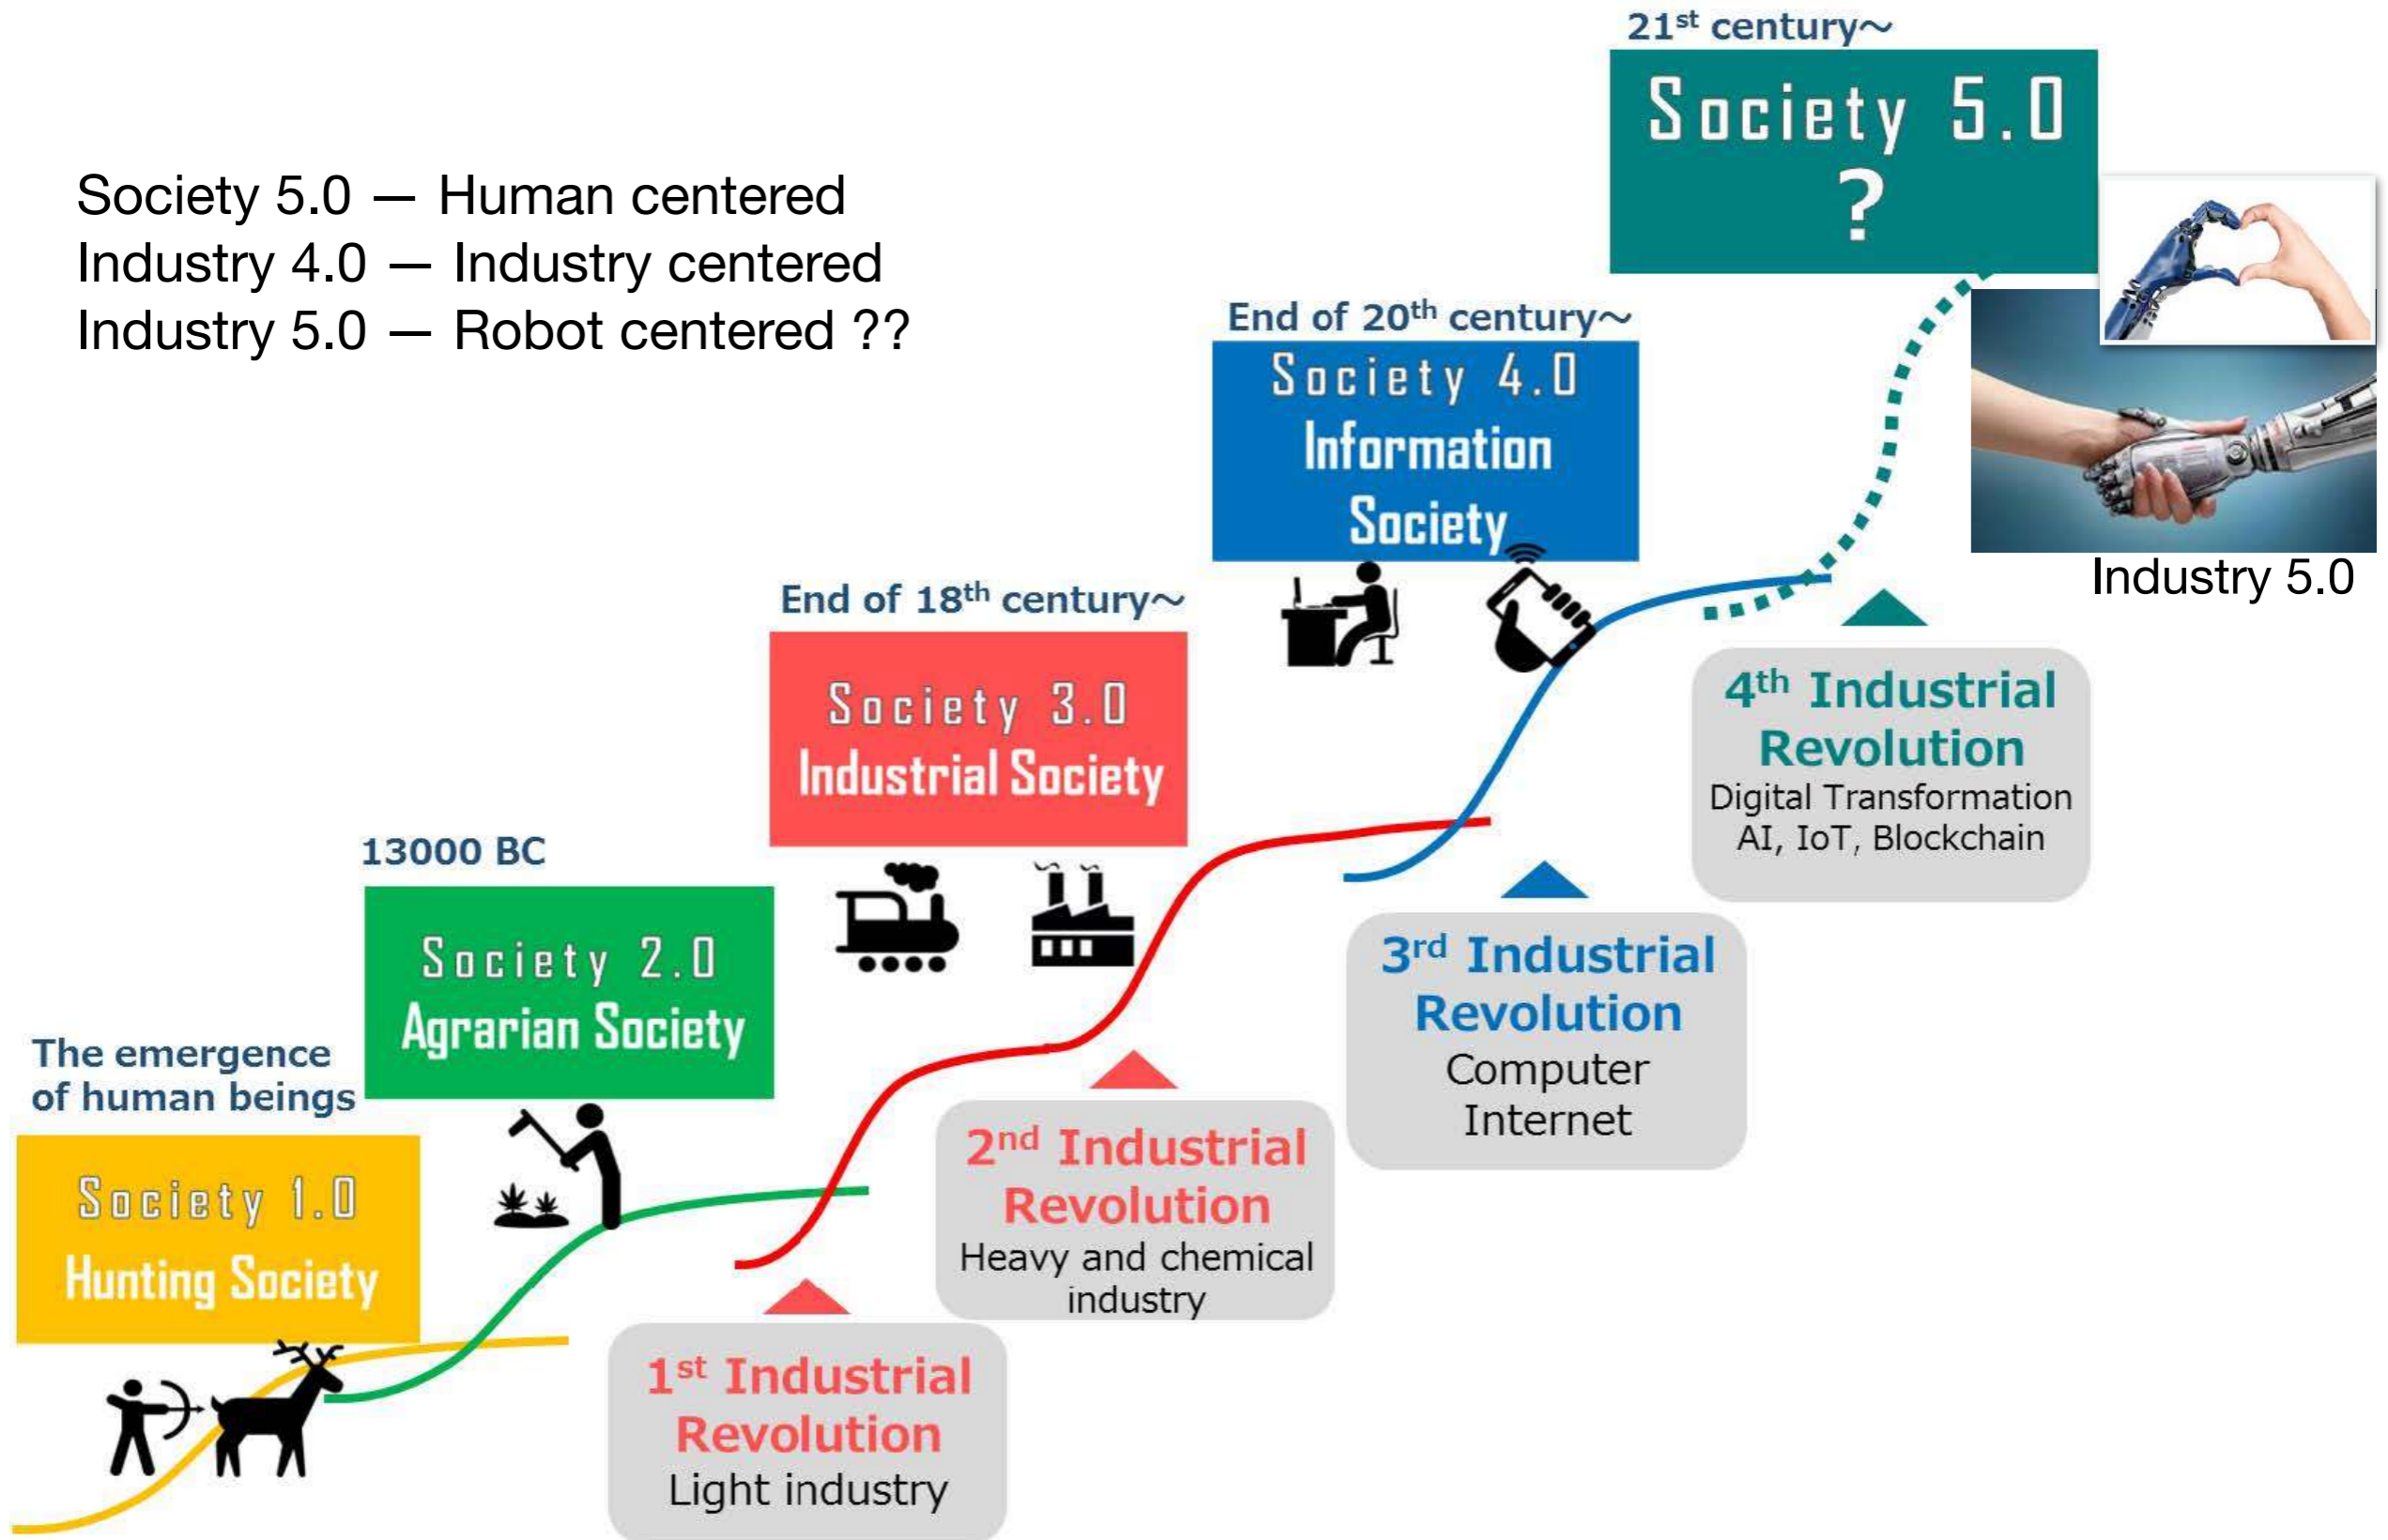 21st century~
Society 5.0
?
Society 5.0 — Human centered
Industry 4.0 — Industry centered
Industry 5.0 — Robot centered ??
End of 20th century~
Society 4.0
Information
Society
Industry 5.0
End of 18th century~
Society 3.0
Industrial Society
4th Industrial
Revolution
Digital Transformation
AI, IoT, Blockchain
13000 BC
Society 2.0
Agrarian Society
3rd Industrial
Revolution
Computer
Internet
The emergence
of human beings
Society 1.0
Hunting Society
2nd Industrial
Revolution
Heavy and chemical
industry
1st Industrial
Revolution
Light industry